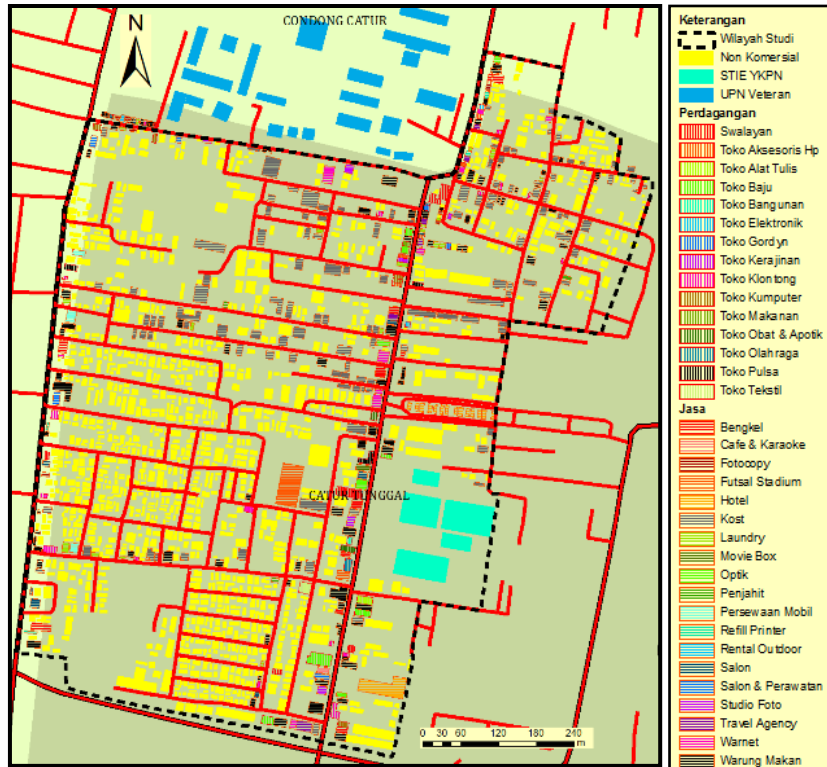 CONDONG CATUR
N
CATUR TUNGGAL
0 30 60 120 180 240
m
Keterangan
Wilayah Studi
Non Komersial
STIE YKPN
UPN Veteran
Perdagangan
Swalayan
Toko Aksesoris Hp
Toko Alat Tulis
Toko Baju
Toko Bangunan
Toko Elektronik
Toko Gordyn
Toko Kerajinan
Toko Klontong
Toko Kumputer
Toko Makanan
Toko Obat & Apotik
Toko Olahraga
Toko Pulsa
Toko Tekstil
Jasa
Bengkel
Cafe & Karaoke
Fotocopy
Futsal Stadium
Hotel
Kost
Laundry
Movie Box
Optik
Penjahit
Persewaan Mobil
Refill Printer
Rental Outdoor
Salon
Salon & Perawatan
Studio Foto
Travel Agency
Warnet
Warung Makan